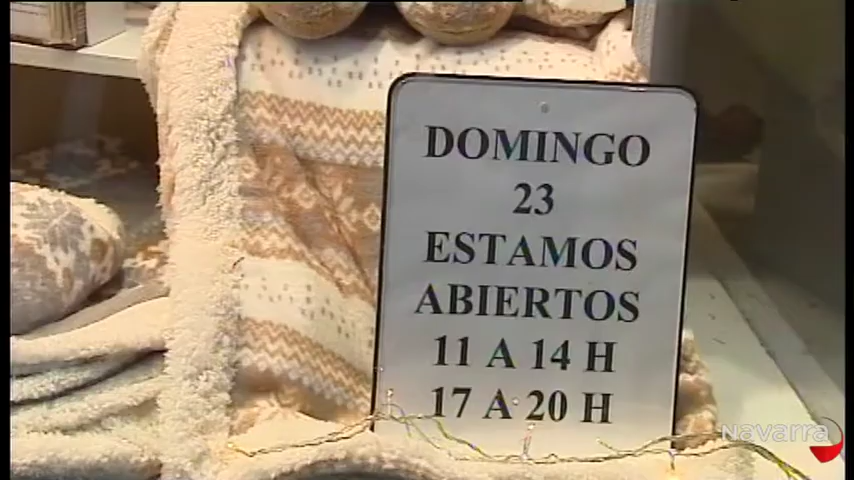 DOMINGO
23
ESTAMOS
ABIERTOS
11 A 14 H
17 A 20 H
Navarra